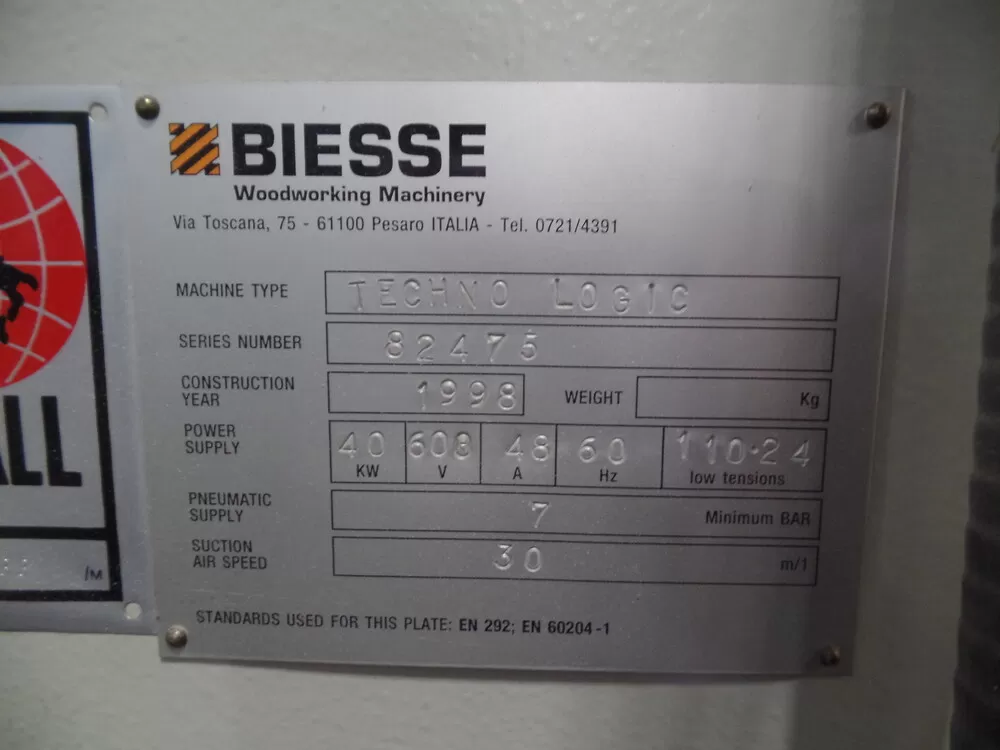 BIESSE
Woodworking Machinery
Via Toscana, 75 - 61100 Pesaro ITALIA - Tel. 0721/4391
MACHINE TYPE TECHNO LOGIC
SERIES NUMBER 82475
CONSTRUCTION YEAR 1998 WEIGHT Kg
POWER SUPPLY 40 KW 608 V 48 A 60 Hz 110·24 low tensions
PNEUMATIC SUPPLY 7 Minimum BAR
SUCTION AIR SPEED 30 m/1
STANDARDS USED FOR THIS PLATE: EN 292; EN 60204-1
ALL
/M